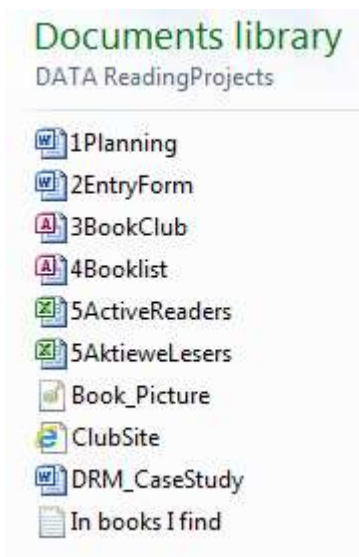 Documents library
DATA ReadingProjects
1Planning
2EntryForm
3BookClub
4Booklist
5ActiveReaders
5AktieweLesers
Book_Picture
ClubSite
DRM_CaseStudy
In books I find